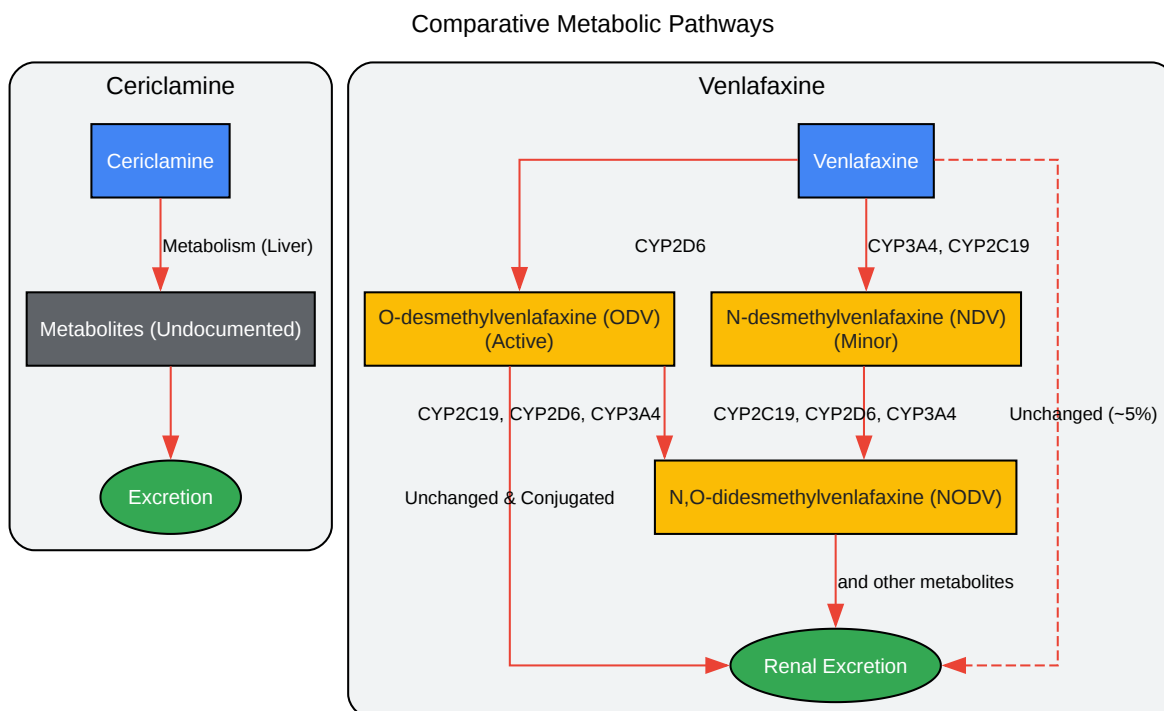 Comparative Metabolic Pathways
Cericlamine
Cericlamine
Metabolism (Liver)
Metabolites (Undocumented)
Excretion
Venlafaxine
Venlafaxine
CYP2D6
CYP3A4, CYP2C19
O-desmethylvenlafaxine (ODV)
(Active)
N-desmethylvenlafaxine (NDV)
(Minor)
CYP2C19, CYP2D6, CYP3A4
CYP2C19, CYP2D6, CYP3A4
Unchanged (~5%)
Unchanged & Conjugated
N,O-didesmethylvenlafaxine (NODV)
and other metabolites
Renal Excretion